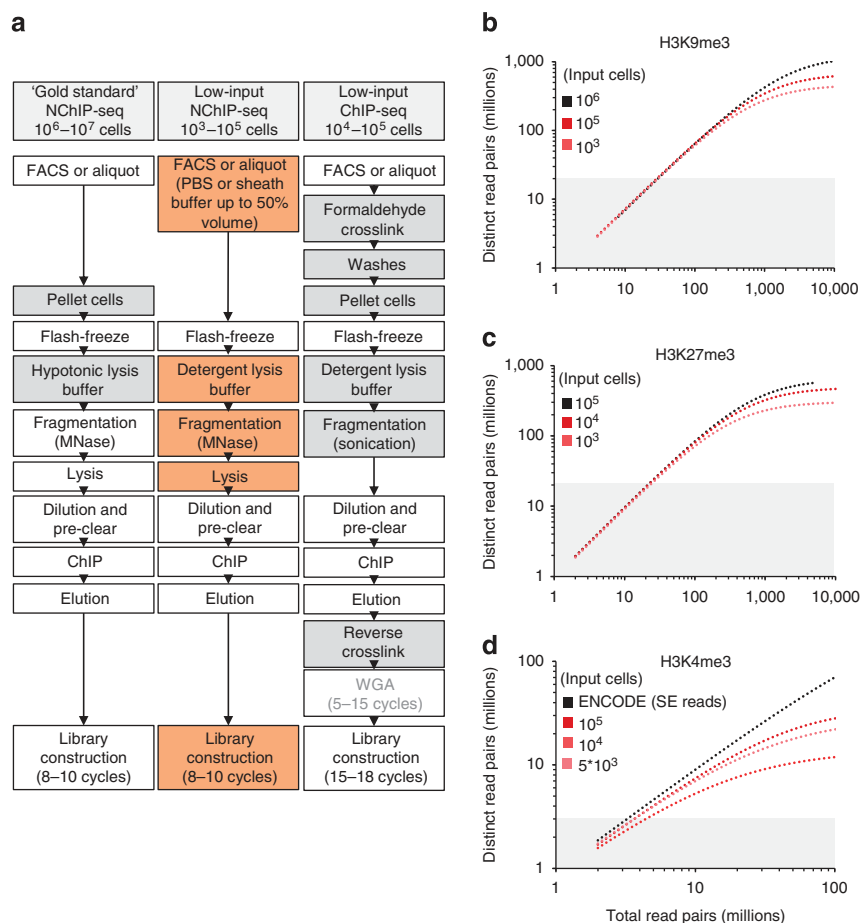 a
'Gold standard'
NChIP-seq
10⁶–10⁷ cells
Low-input
NChIP-seq
10³–10⁵ cells
Low-input
ChIP-seq
10⁴–10⁵ cells
FACS or aliquot
Pellet cells
Flash-freeze
Hypotonic lysis
buffer
Fragmentation
(MNase)
Lysis
Dilution and
pre-clear
ChIP
Elution
Library
construction
(8–10 cycles)
FACS or aliquot
(PBS or sheath
buffer up to 50%
volume)
Flash-freeze
Detergent lysis
buffer
Fragmentation
(MNase)
Lysis
Dilution and
pre-clear
ChIP
Elution
Library
construction
(8–10 cycles)
FACS or aliquot
Formaldehyde
crosslink
Washes
Pellet cells
Flash-freeze
Detergent lysis
buffer
Fragmentation
(sonication)
Dilution and
pre-clear
ChIP
Elution
Reverse
crosslink
WGA
(5–15 cycles)
Library
construction
(15–18 cycles)
b
H3K9me3
Distinct read pairs (millions)
1,000
100
10
1
(Input cells)
10⁶
10⁵
10³
1
10
100
1,000
10,000
c
H3K27me3
Distinct read pairs (millions)
1,000
100
10
1
(Input cells)
10⁵
10⁴
10³
1
10
100
1,000
10,000
d
H3K4me3
Distinct read pairs (millions)
100
10
1
(Input cells)
ENCODE (SE reads)
10⁵
10⁴
5*10³
1
10
100
Total read pairs (millions)